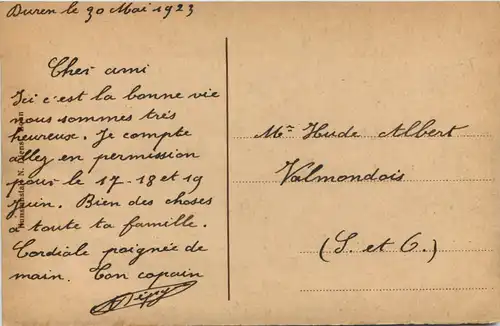 Duren le 30 Mai 1923
Cher ami
Ici c'est la bonne vie
nous sommes très
heureux. Je compte
allez en permission
pour le 17-18 et 19
Juin. Bien des choses
à toute ta famille.
Cordiale poignée de
main. Ton copain
Mr Hude Albert
Valmondois
(S. et O.)